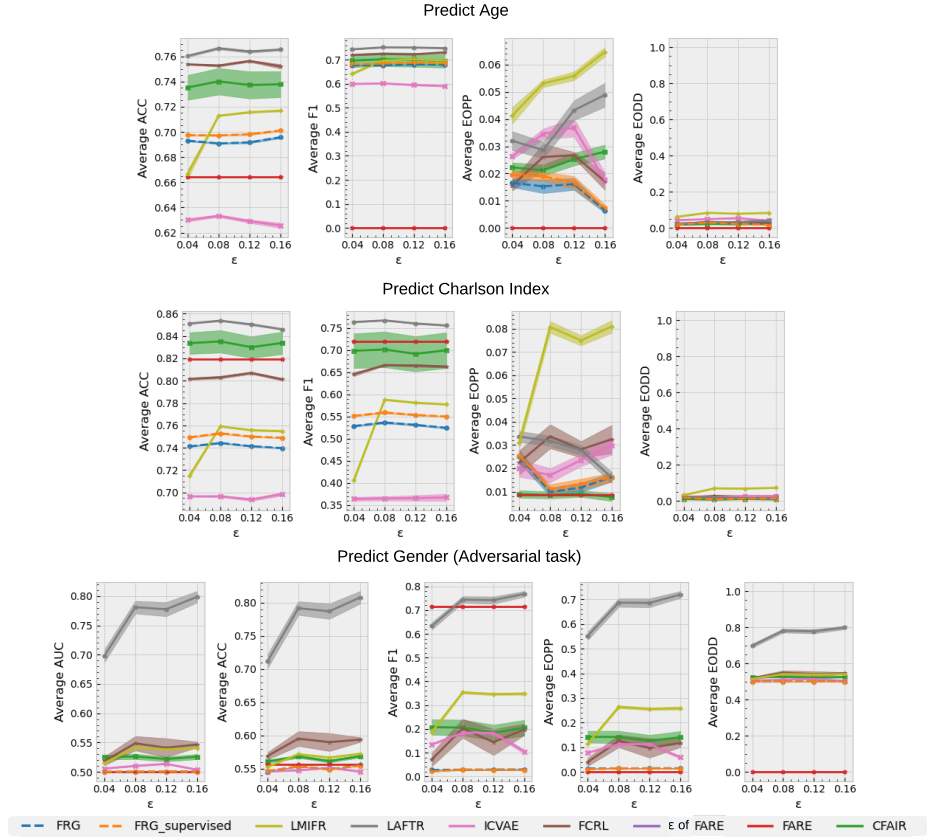 Predict Age
Average ACC
0.76
0.74
0.72
0.70
0.68
0.66
0.64
0.62
0.04 0.08 0.12 0.16
ε
Average F1
0.7
0.6
0.5
0.4
0.3
0.2
0.1
0.0
0.04 0.08 0.12 0.16
ε
Average EOPP
0.06
0.05
0.04
0.03
0.02
0.01
0.00
0.04 0.08 0.12 0.16
ε
Average EODD
1.0
0.8
0.6
0.4
0.2
0.0
0.04 0.08 0.12 0.16
ε
Predict Charlson Index
Average ACC
0.86
0.84
0.82
0.80
0.78
0.76
0.74
0.72
0.70
0.04 0.08 0.12 0.16
ε
Average F1
0.75
0.70
0.65
0.60
0.55
0.50
0.45
0.40
0.35
0.04 0.08 0.12 0.16
ε
Average EOPP
0.08
0.07
0.06
0.05
0.04
0.03
0.02
0.01
0.04 0.08 0.12 0.16
ε
Average EODD
1.0
0.8
0.6
0.4
0.2
0.0
0.04 0.08 0.12 0.16
ε
Predict Gender (Adversarial task)
Average AUC
0.80
0.75
0.70
0.65
0.60
0.55
0.50
0.04 0.08 0.12 0.16
ε
Average ACC
0.80
0.75
0.70
0.65
0.60
0.55
0.04 0.08 0.12 0.16
ε
Average F1
0.8
0.7
0.6
0.5
0.4
0.3
0.2
0.1
0.0
0.04 0.08 0.12 0.16
ε
Average EOPP
0.7
0.6
0.5
0.4
0.3
0.2
0.1
0.0
0.04 0.08 0.12 0.16
ε
Average EODD
1.0
0.8
0.6
0.4
0.2
0.0
0.04 0.08 0.12 0.16
ε
FRG FRG_supervised LMIFR LAFTR ICVAE FCRL ε of FARE FARE CFAIR